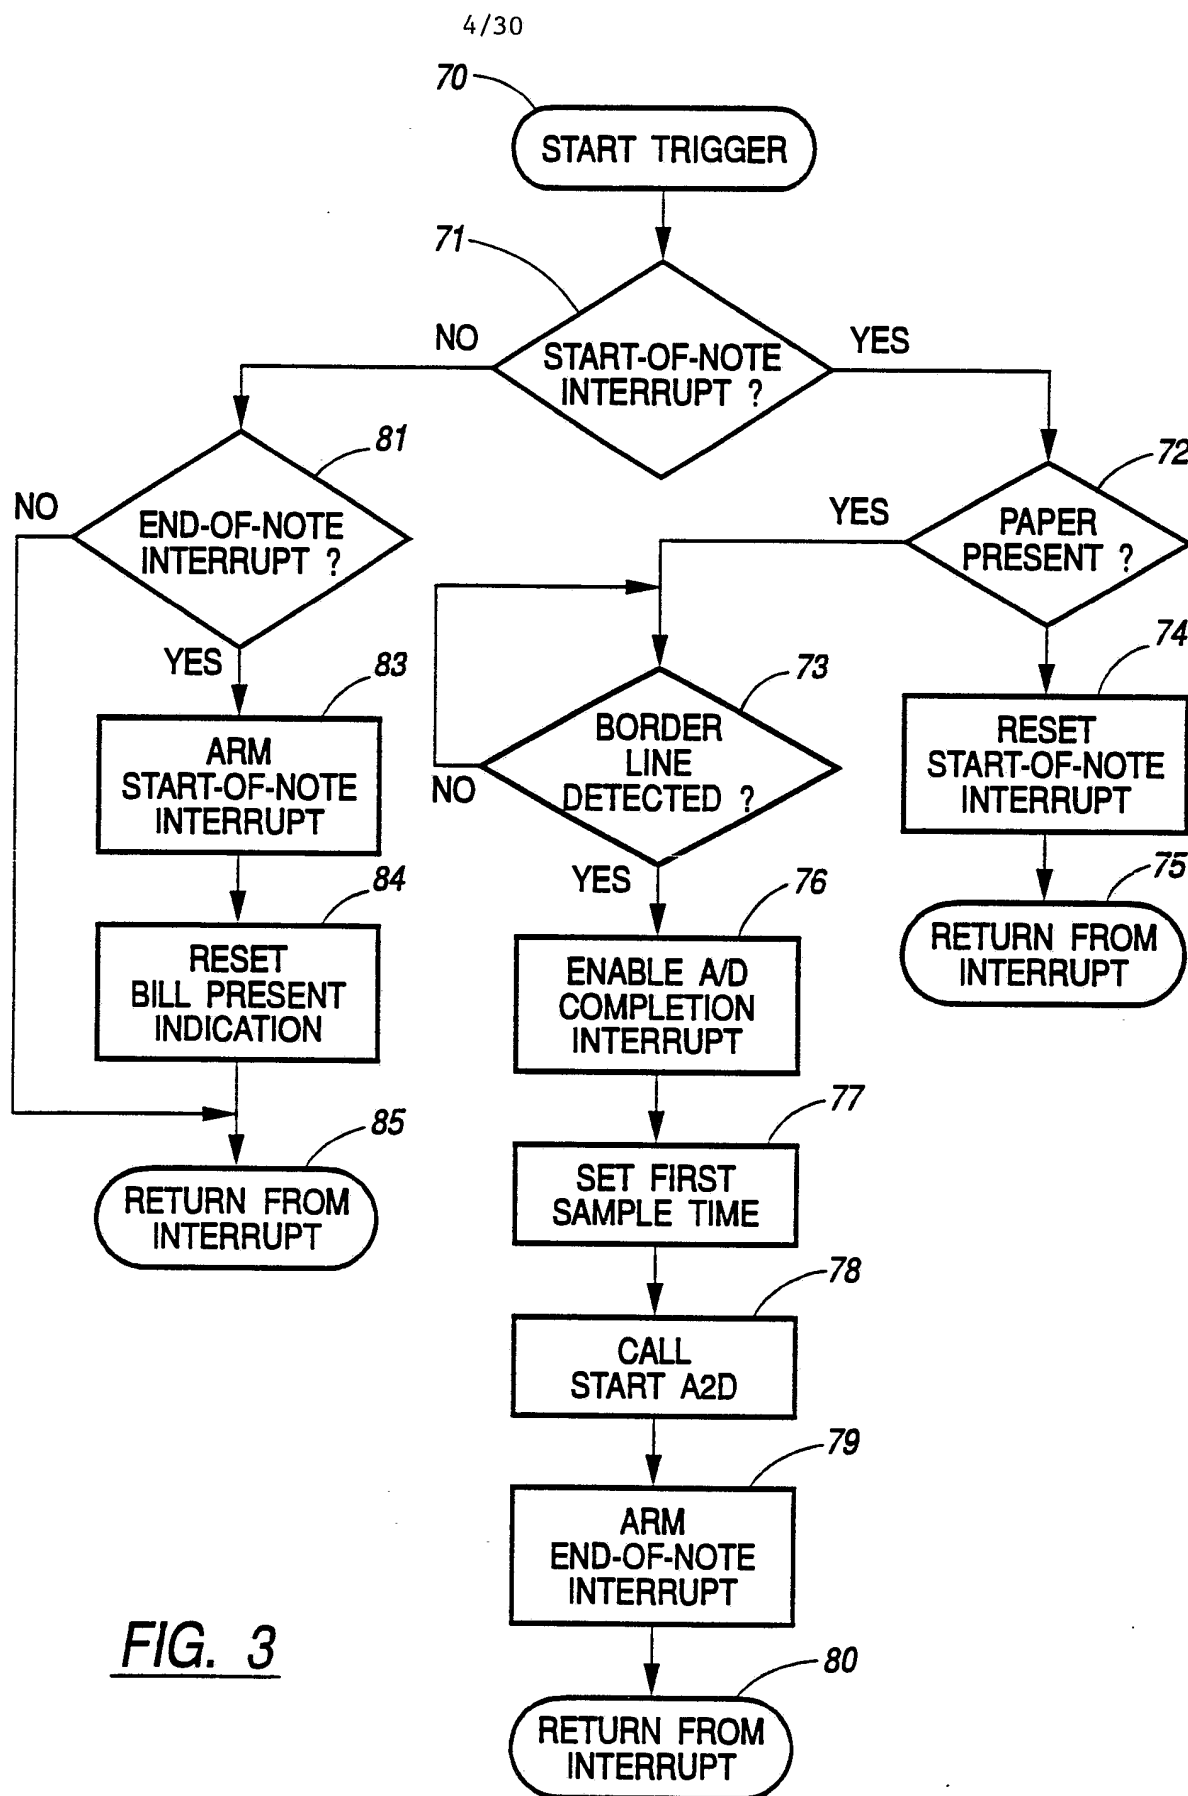 4/30
70
START TRIGGER
71
NO
YES
START-OF-NOTE
INTERRUPT ?
81
72
NO
YES
END-OF-NOTE
INTERRUPT ?
PAPER
PRESENT ?
YES
83
73
74
ARM
START-OF-NOTE
INTERRUPT
BORDER
LINE
DETECTED ?
NO
RESET
START-OF-NOTE
INTERRUPT
84
YES
76
75
RESET
BILL PRESENT
INDICATION
ENABLE A/D
COMPLETION
INTERRUPT
RETURN FROM
INTERRUPT
85
77
RETURN FROM
INTERRUPT
SET FIRST
SAMPLE TIME
78
CALL
START A2D
79
ARM
END-OF-NOTE
INTERRUPT
FIG. 3
80
RETURN FROM
INTERRUPT